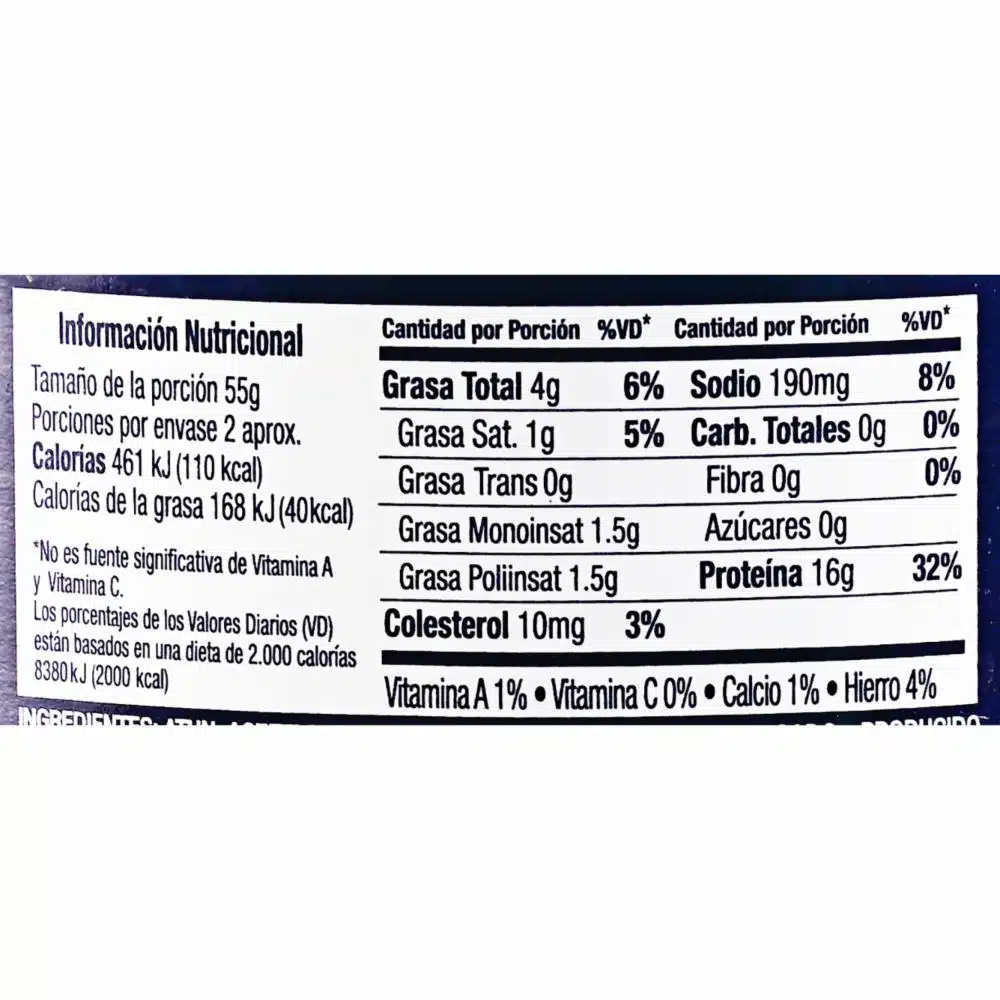 Información Nutricional
Tamaño de la porción 55g
Porciones por envase 2 aprox.
Calorías 461 kJ (110 kcal)
Calorías de la grasa 168 kJ (40kcal)
*No es fuente significativa de Vitamina A
y Vitamina C.
Los porcentajes de los Valores Diarios (VD)
están basados en una dieta de 2.000 calorías
8380 kJ (2000 kcal)
Cantidad por Porción %VD* Cantidad por Porción %VD*
Grasa Total 4g 6% Sodio 190mg 8%
Grasa Sat. 1g 5% Carb. Totales 0g 0%
Grasa Trans 0g Fibra 0g 0%
Grasa Monoinsat 1.5g Azúcares 0g
Grasa Poliinsat 1.5g Proteína 16g 32%
Colesterol 10mg 3%
Vitamina A 1% • Vitamina C 0% • Calcio 1% • Hierro 4%
INGREDIENTES: ATUN PRODUCIDO